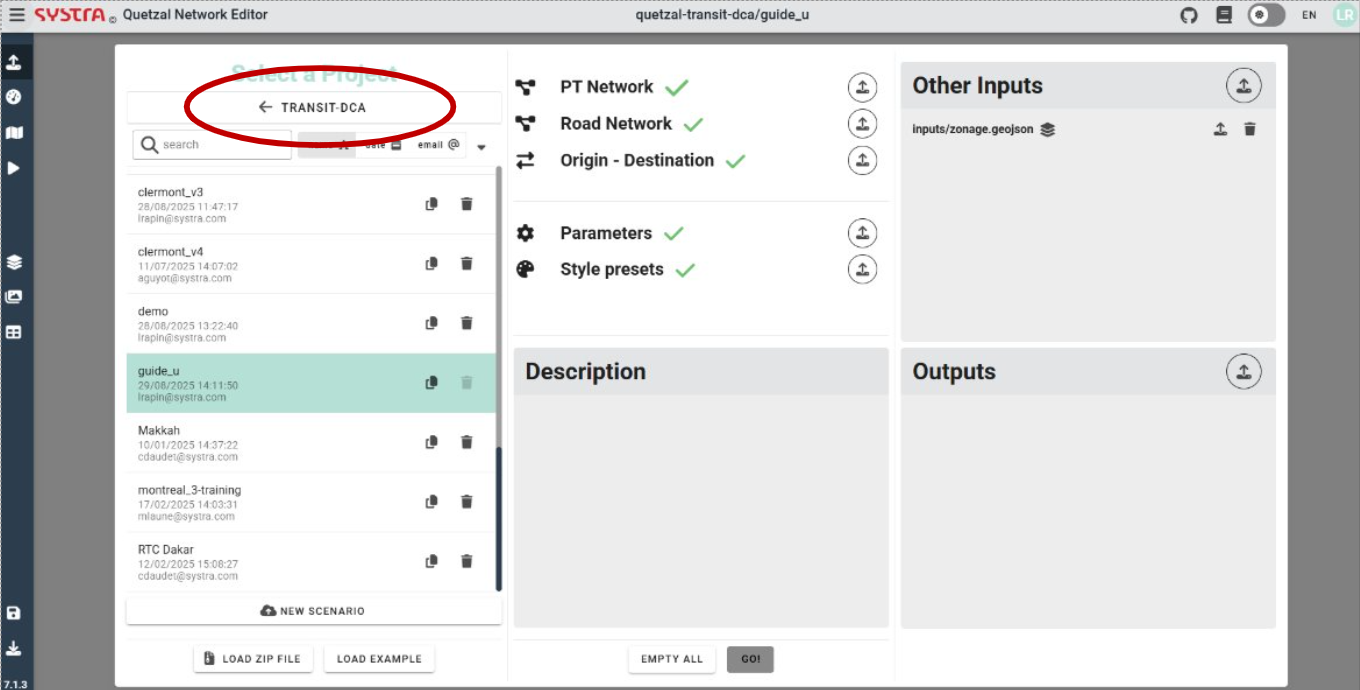 SYSTRA © Quetzal Network Editor
quetzal-transit-dca/guide_u
EN
LR
Select a Project
TRANSIT-DCA
search
date
email @
clermont_v3
28/08/2025 11:47:17
lrapin@systra.com
clermont_v4
11/07/2025 14:07:02
aguyot@systra.com
demo
28/08/2025 13:22:40
lrapin@systra.com
guide_u
29/08/2025 14:11:50
lrapin@systra.com
Makkah
10/01/2025 14:37:22
cdaudet@systra.com
montreal_3-training
17/02/2025 14:03:31
mlaune@systra.com
RTC Dakar
12/02/2025 15:08:27
cdaudet@systra.com
NEW SCENARIO
LOAD ZIP FILE
LOAD EXAMPLE
PT Network
Road Network
Origin - Destination
Parameters
Style presets
Description
EMPTY ALL
GO!
Other Inputs
inputs/zonage.geojson
Outputs
7.1.3